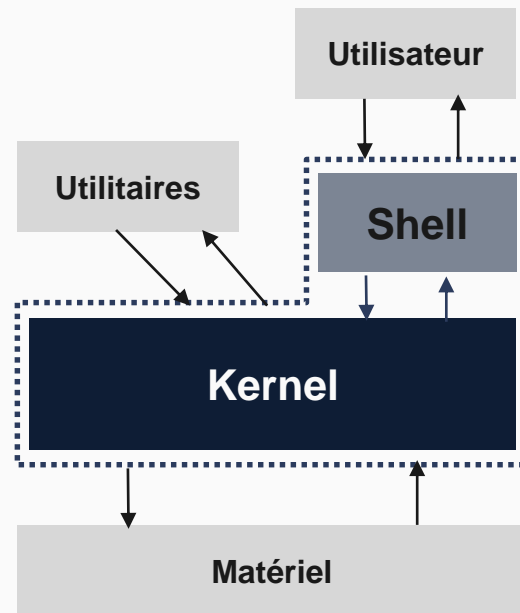 Utilisateur
Utilitaires
Shell
Kernel
Matériel